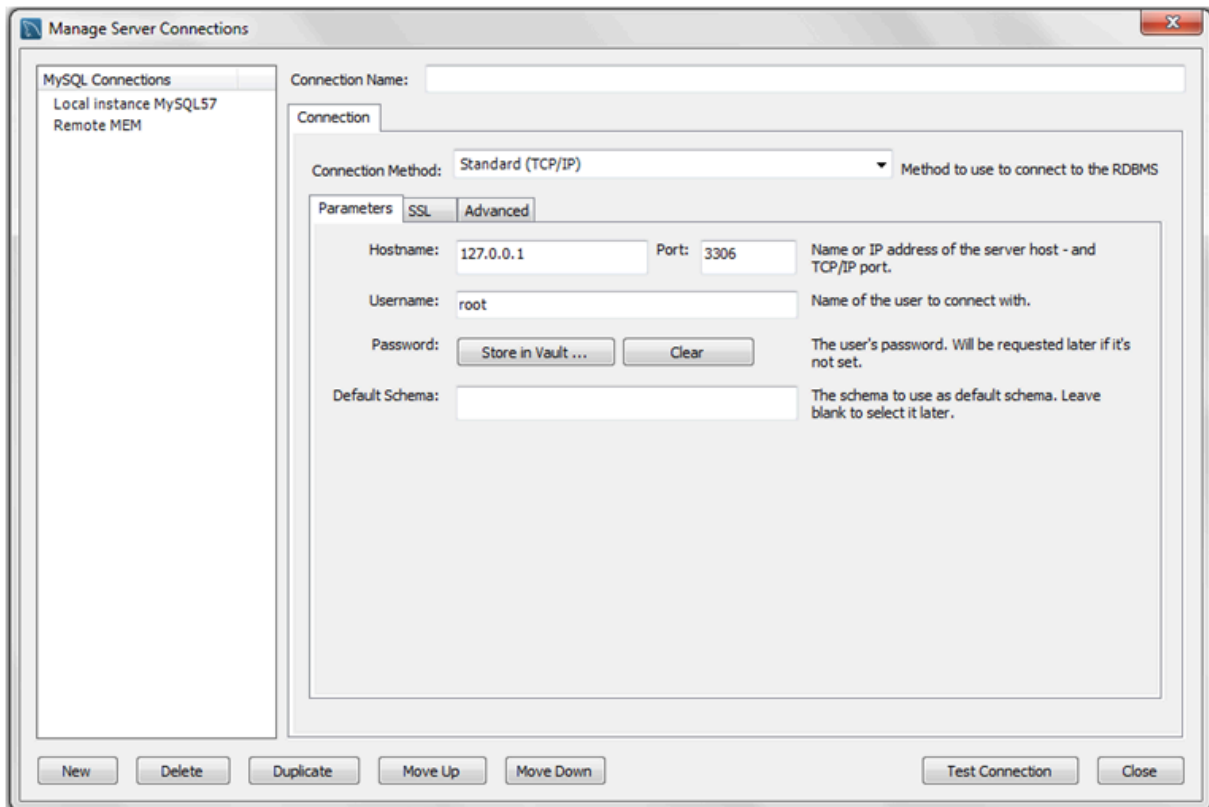 Manage Server Connections
MySQL Connections
Local instance MySQL57
Remote MEM
Connection Name:
Connection
Connection Method: Standard (TCP/IP) Method to use to connect to the RDBMS
Parameters SSL Advanced
Hostname: 127.0.0.1 Port: 3306 Name or IP address of the server host - and
TCP/IP port.
Username: root Name of the user to connect with.
Password: Store in Vault ... Clear The user's password. Will be requested later if it's
not set.
Default Schema: The schema to use as default schema. Leave
blank to select it later.
New Delete Duplicate Move Up Move Down Test Connection Close